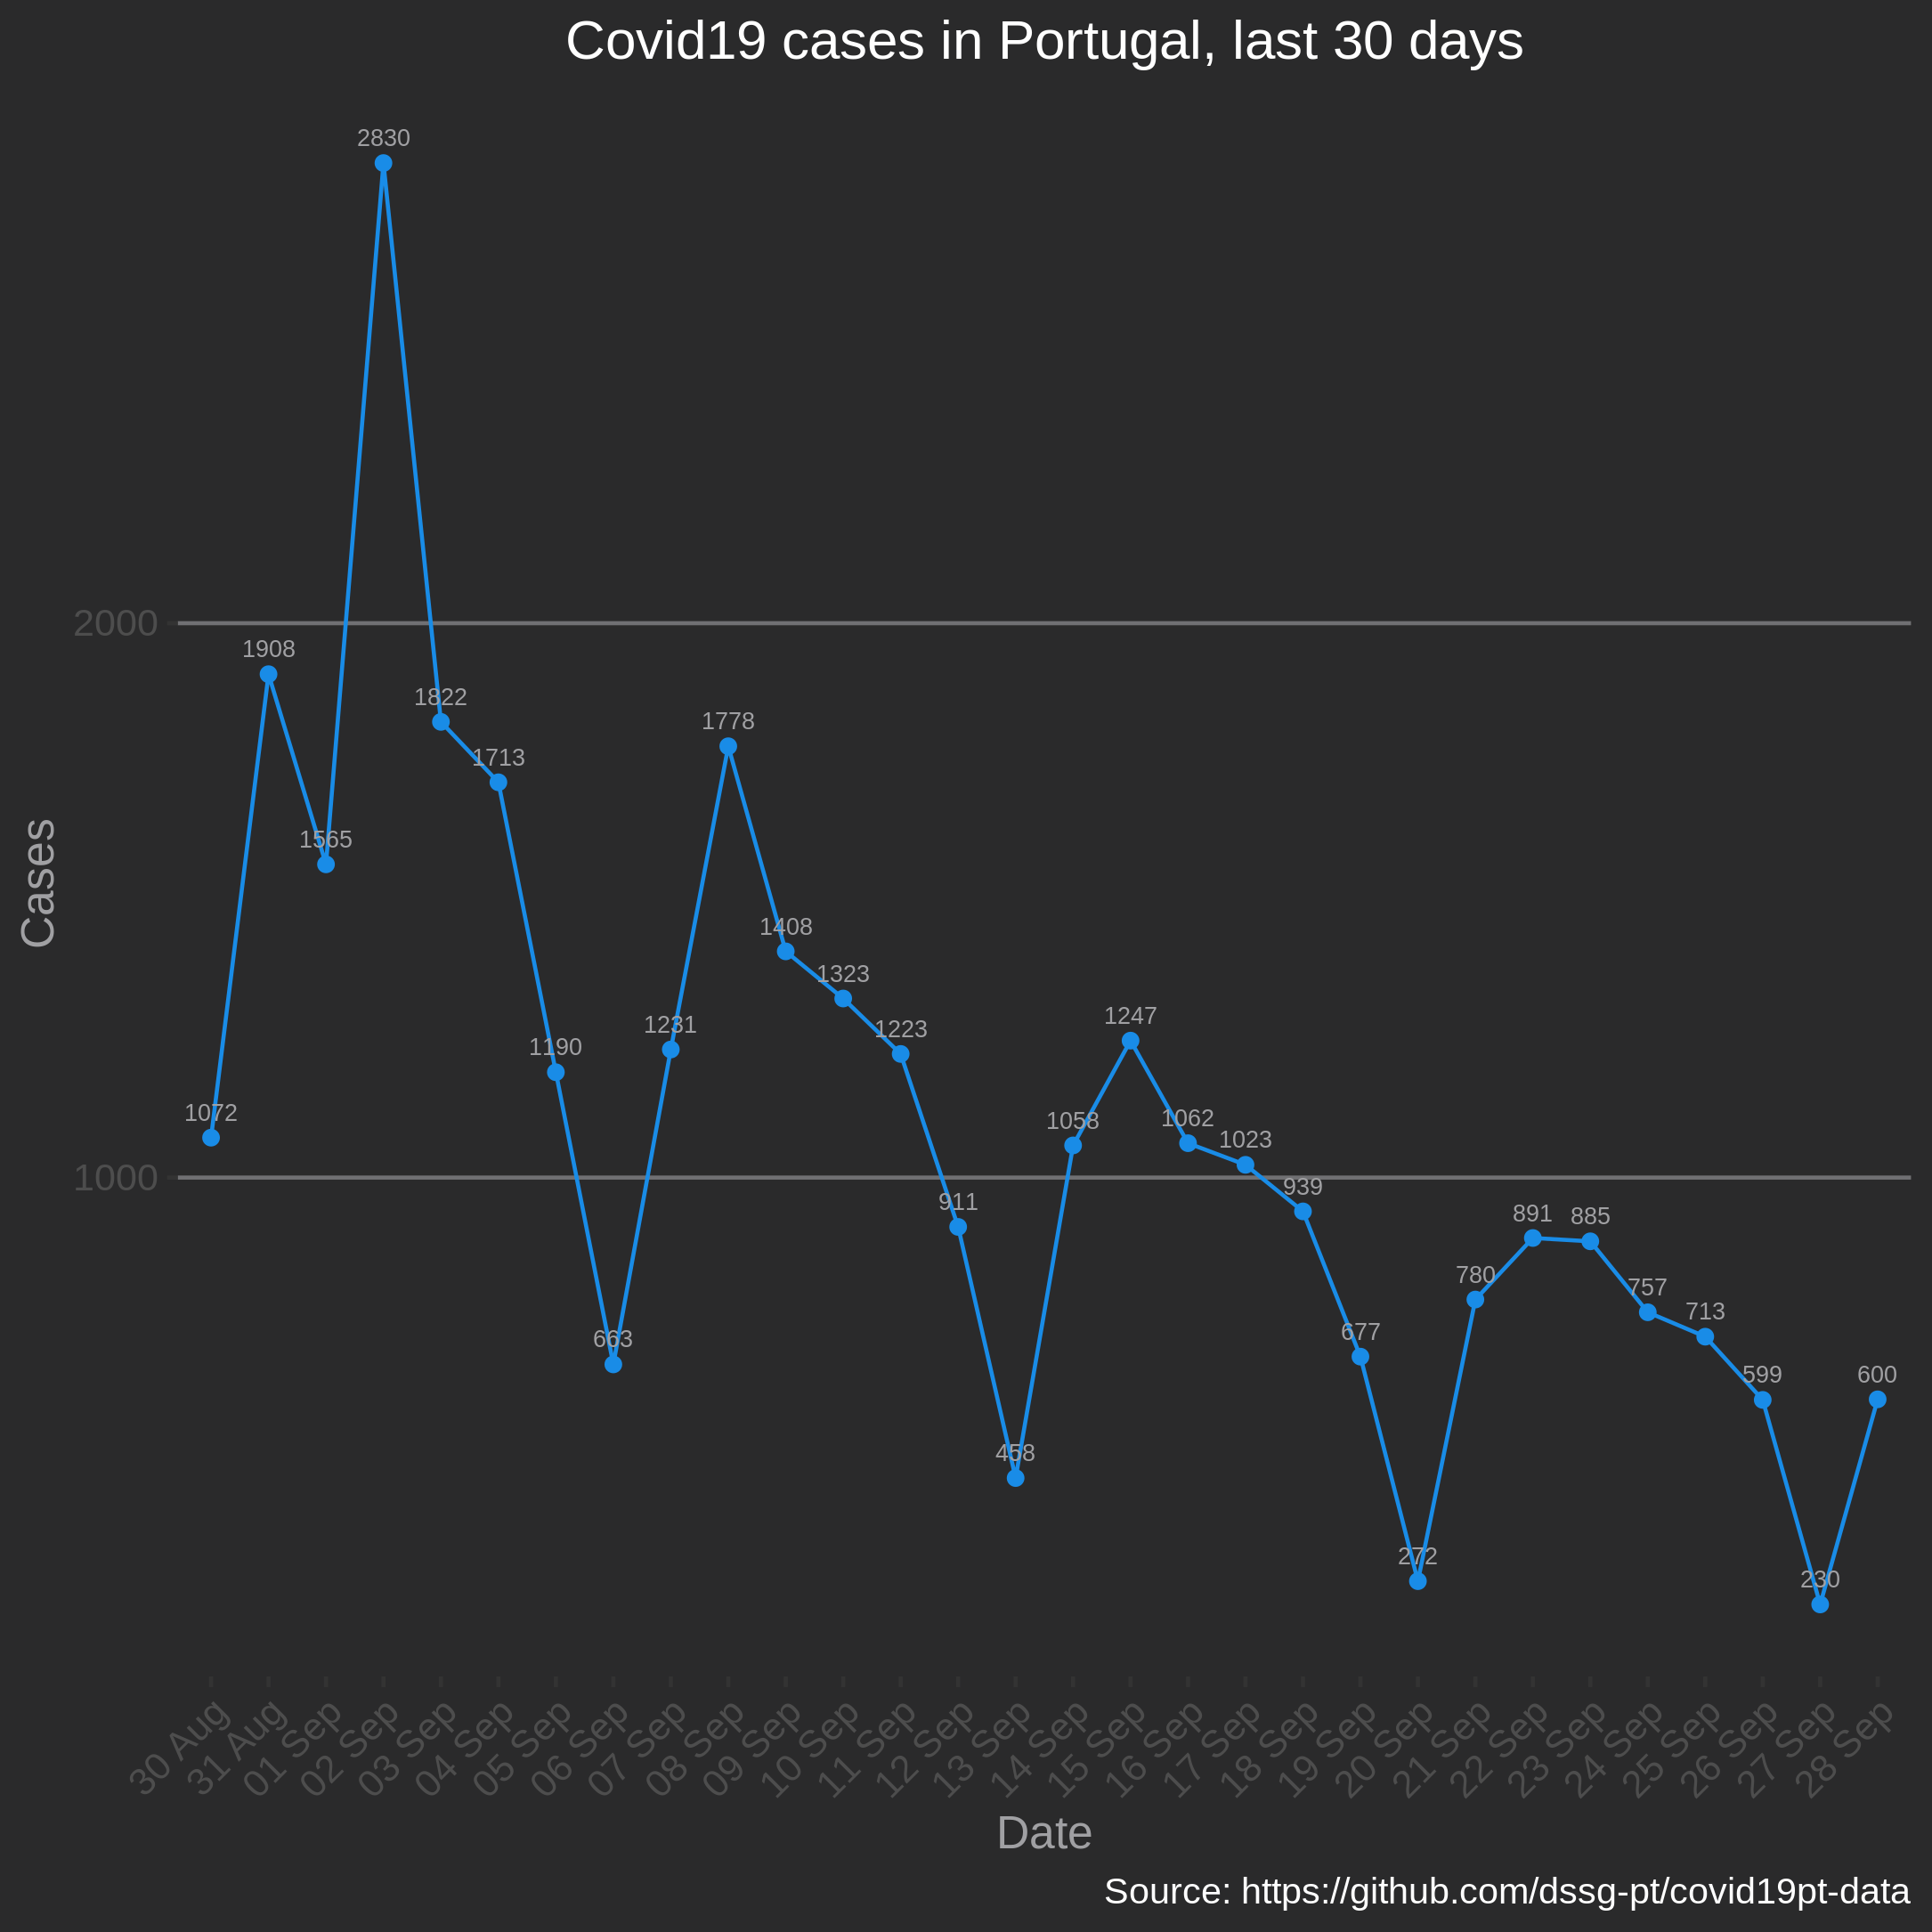 Covid19 cases in Portugal, last 30 days
2830
2000
1908
1822
1778
1713
1565
Cases
1408
1323
1231
1223
1190
1247
1072
1058
1062
1023
1000
939
911
891
885
780
757
713
677
663
599
600
458
272
230
30 Aug
31 Aug
01 Sep
02 Sep
03 Sep
04 Sep
05 Sep
06 Sep
07 Sep
08 Sep
09 Sep
10 Sep
11 Sep
12 Sep
13 Sep
14 Sep
15 Sep
16 Sep
17 Sep
18 Sep
19 Sep
20 Sep
21 Sep
22 Sep
23 Sep
24 Sep
25 Sep
26 Sep
27 Sep
28 Sep
Date
Source: https://github.com/dssg-pt/covid19pt-data